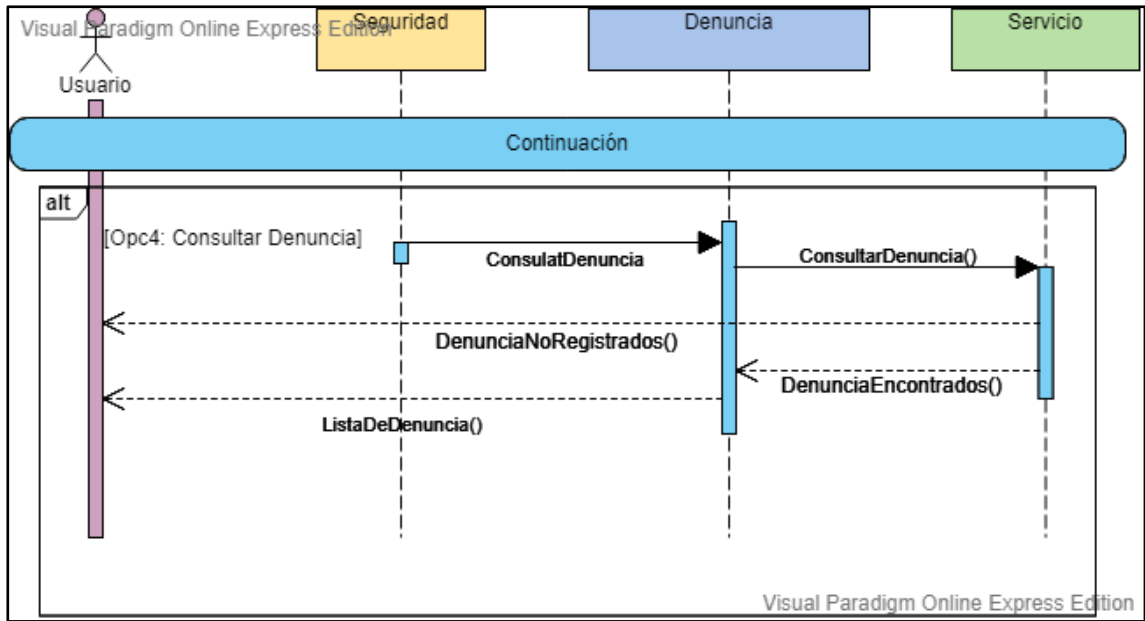 Visual Paradigm Online Express Edition
Seguridad
Denuncia
Servicio
Usuario
Continuación
alt
[Opc4: Consultar Denuncia]
ConsulatDenuncia
ConsultarDenuncia()
DenunciaNoRegistrados()
DenunciaEncontrados()
ListaDeDenuncia()
Visual Paradigm Online Express Edition